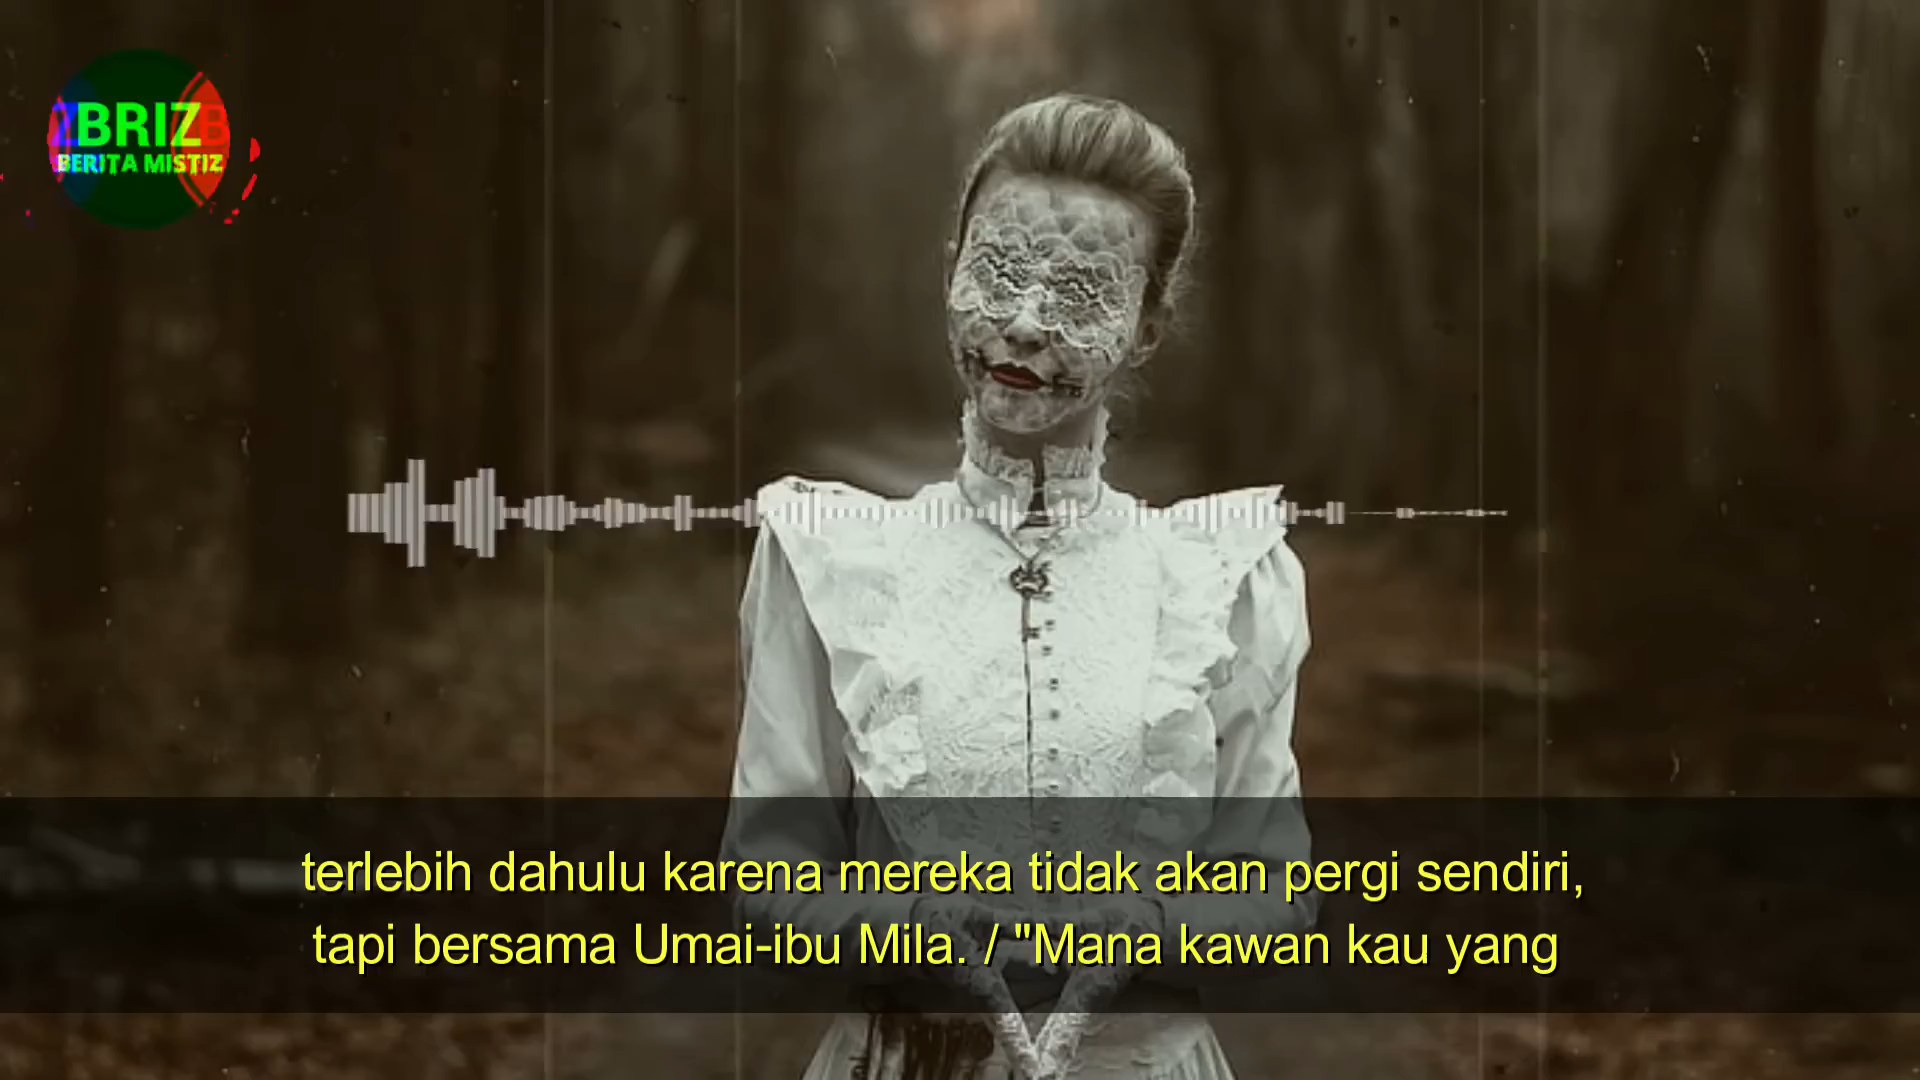 BRIZ
BERITA MISTIZ
terlebih dahulu karena mereka tidak akan pergi sendiri,
tapi bersama Umai-ibu Mila. / "Mana kawan kau yang